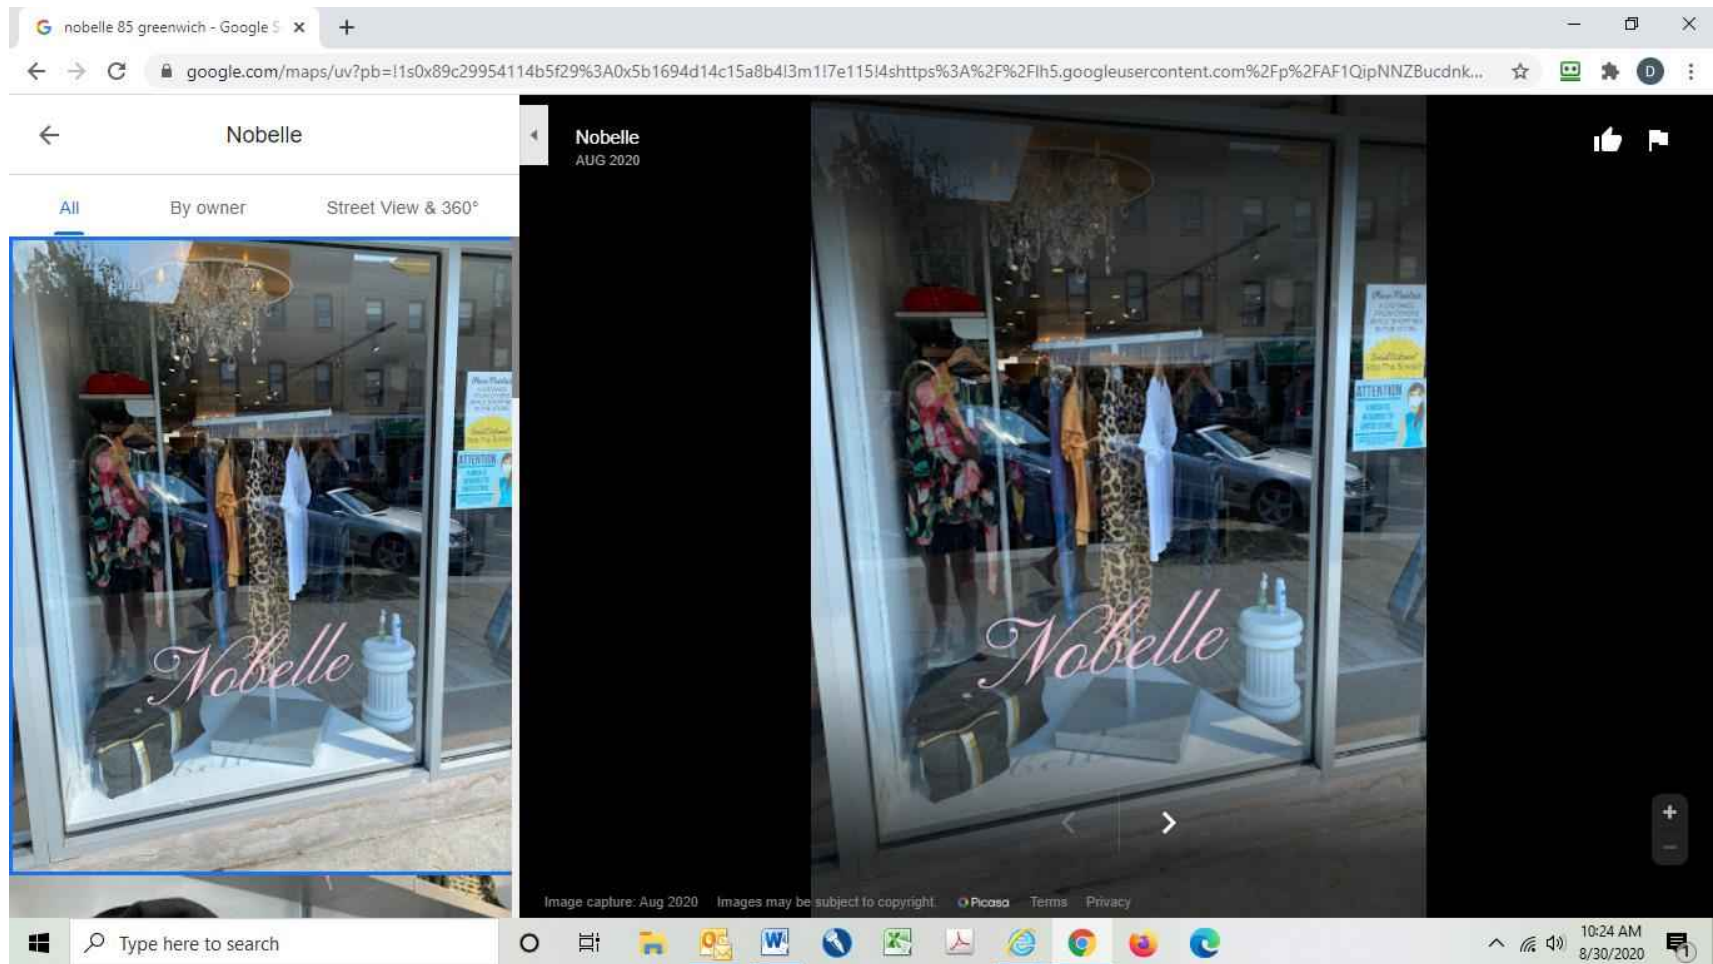 nobelle 85 greenwich - Google S
google.com/maps/uv?pb=!1s0x89c29954114b5f29%3A0x5b1694d14c15a8b4!3m1!7e115!4shttps%3A%2F%2Flh5.googleusercontent.com%2Fp%2FAF1QipNNZBucdnk...
D
Nobelle
All By owner Street View & 360°
Nobelle
AUG 2020
ATTENTION
Nobelle
ATTENTION
Nobelle
Image capture: Aug 2020 Images may be subject to copyright. Picasa Terms Privacy
Type here to search
10:24 AM
8/30/2020
1